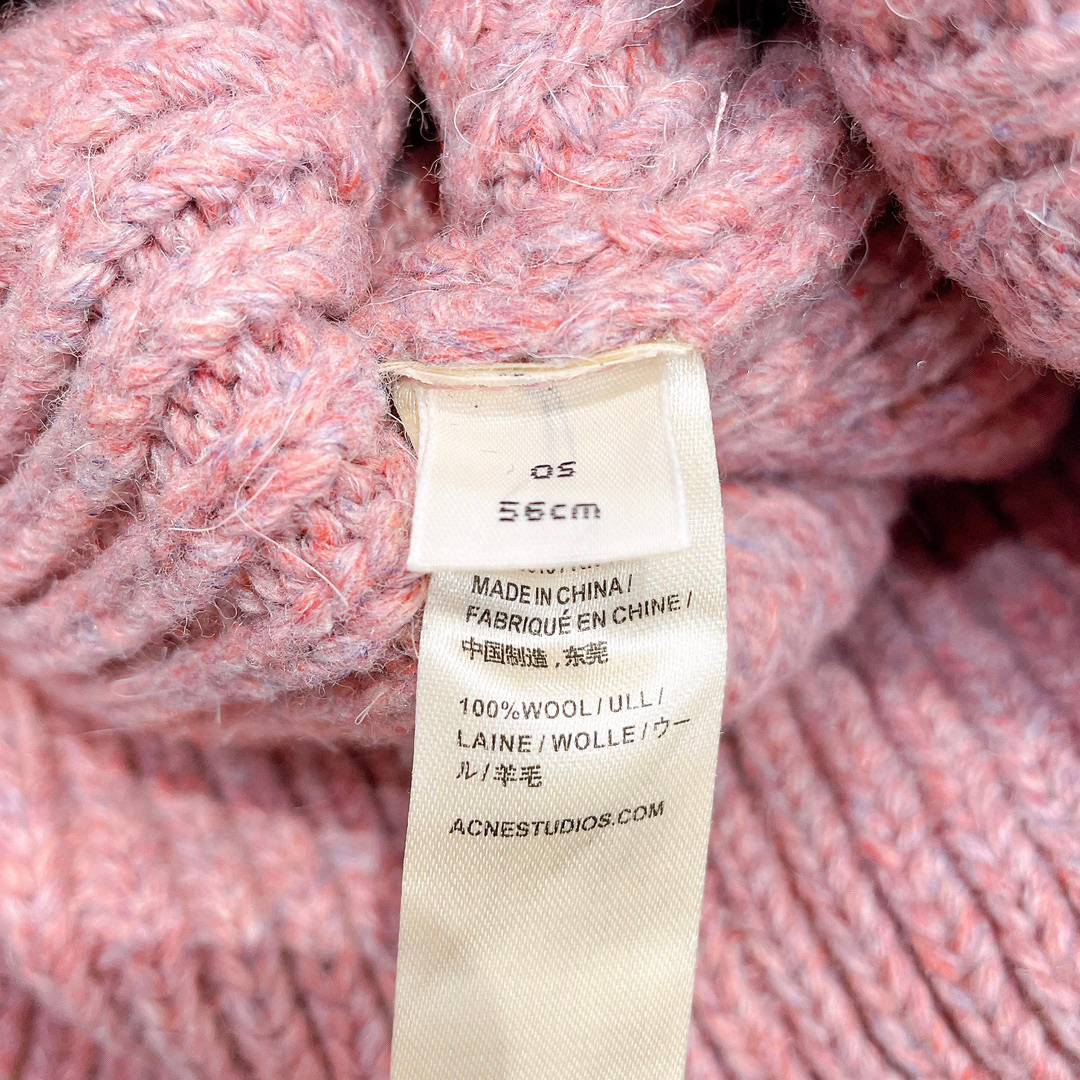 OS
56cm
MADE IN CHINA /
FABRIQUÉ EN CHINE /
中国制造 , 东莞
100% WOOL / ULL /
LAINE / WOLLE / ウー
ル / 羊毛
ACNESTUDIOS.COM